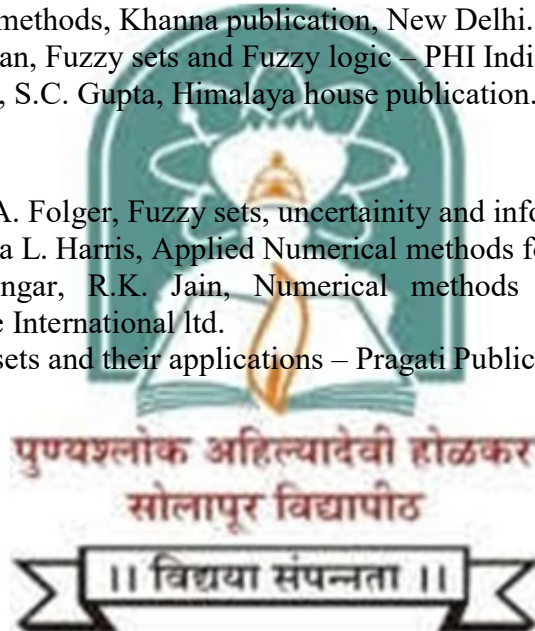 methods, Khanna publication, New Delhi.
an, Fuzzy sets and Fuzzy logic – PHI Indi
, S.C. Gupta, Himalaya house publication.
A. Folger, Fuzzy sets, uncertainity and info
a L. Harris, Applied Numerical methods fo
ngar, R.K. Jain, Numerical methods
e International ltd.
sets and their applications – Pragati Public
पुण्यश्लोक अहिल्यादेवी होळकर
सोलापूर विद्यापीठ
।। विद्यया संपन्नता ।।